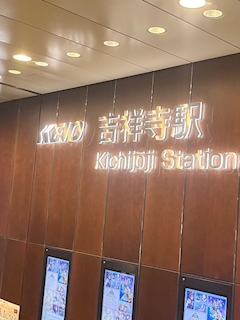 KEIO 吉祥寺駅
Kichijoji Station